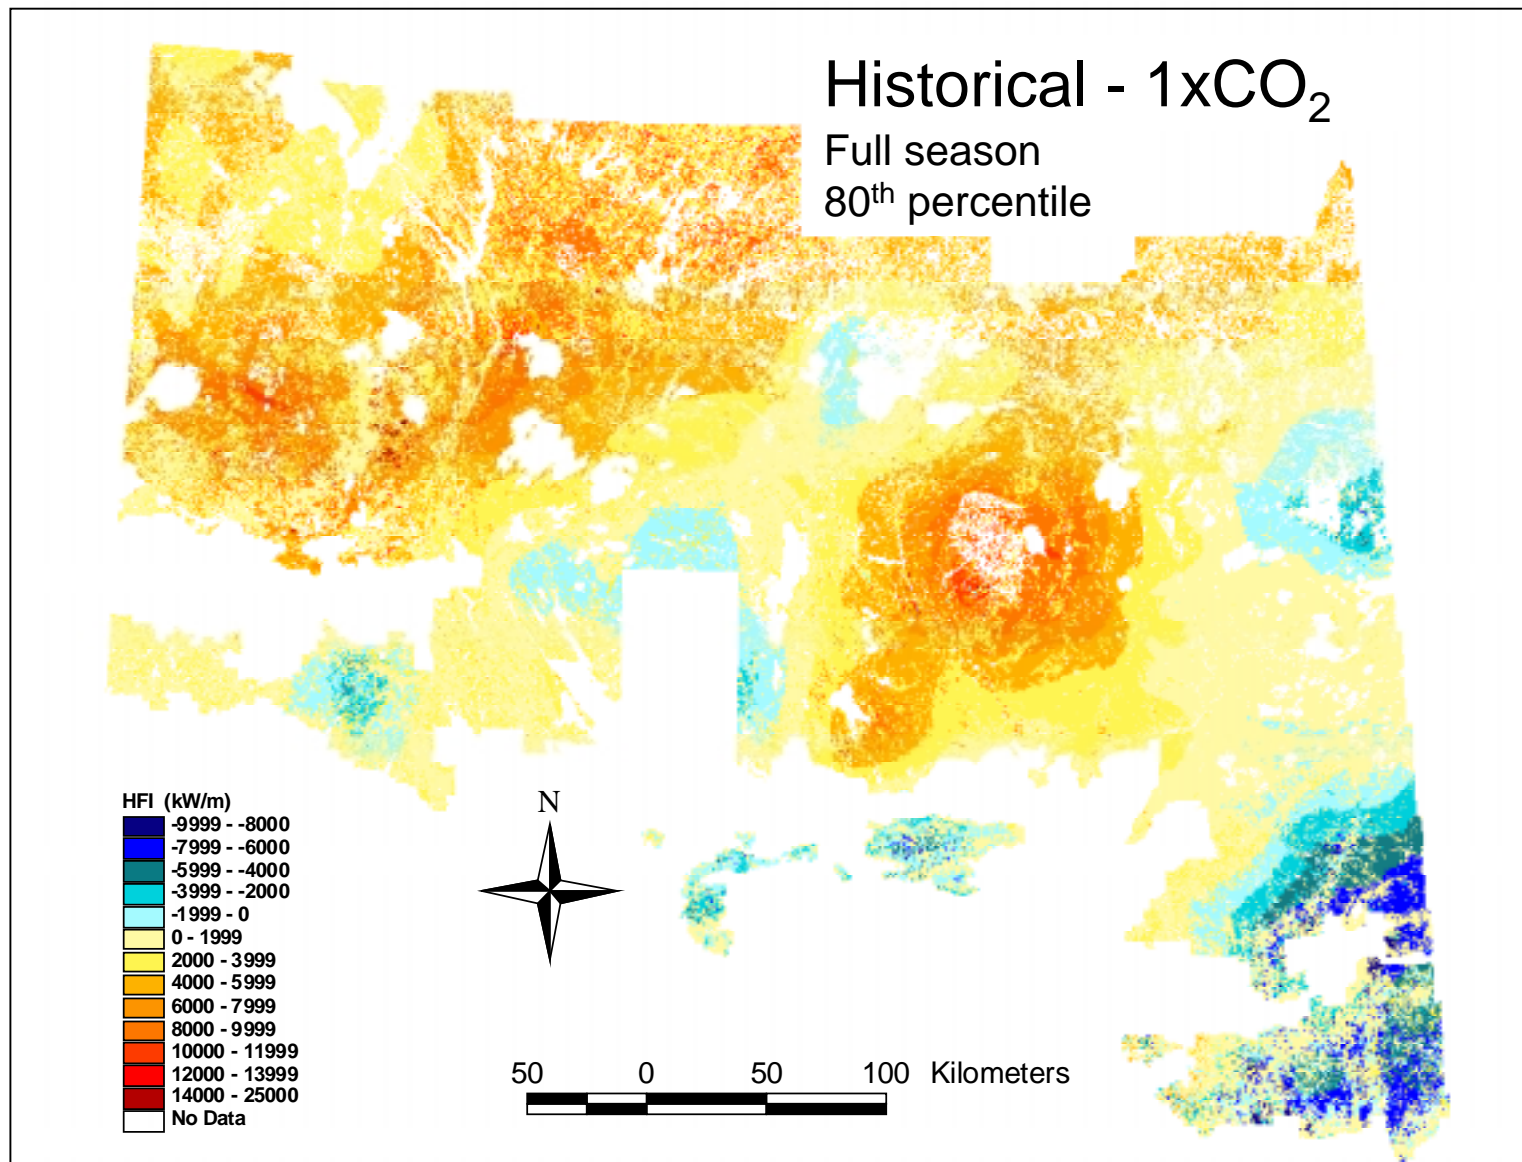 Historical - 1xCO₂
Full season
80th percentile
HFI (kW/m)
-9999 - -8000
-7999 - -6000
-5999 - -4000
-3999 - -2000
-1999 - 0
0 - 1999
2000 - 3999
4000 - 5999
6000 - 7999
8000 - 9999
10000 - 11999
12000 - 13999
14000 - 25000
No Data
N
50 0 50 100 Kilometers